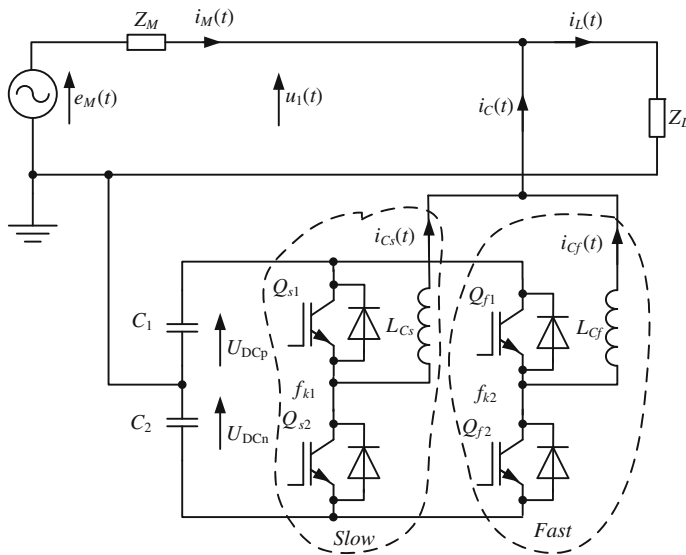 Z_M
i_M(t)
i_L(t)
e_M(t)
u_1(t)
i_C(t)
Z_L
i_Cs(t)
i_Cf(t)
Q_s1
Q_f1
C_1
U_DCp
L_Cs
L_Cf
f_k1
f_k2
C_2
U_DCn
Q_s2
Q_f2
Slow
Fast